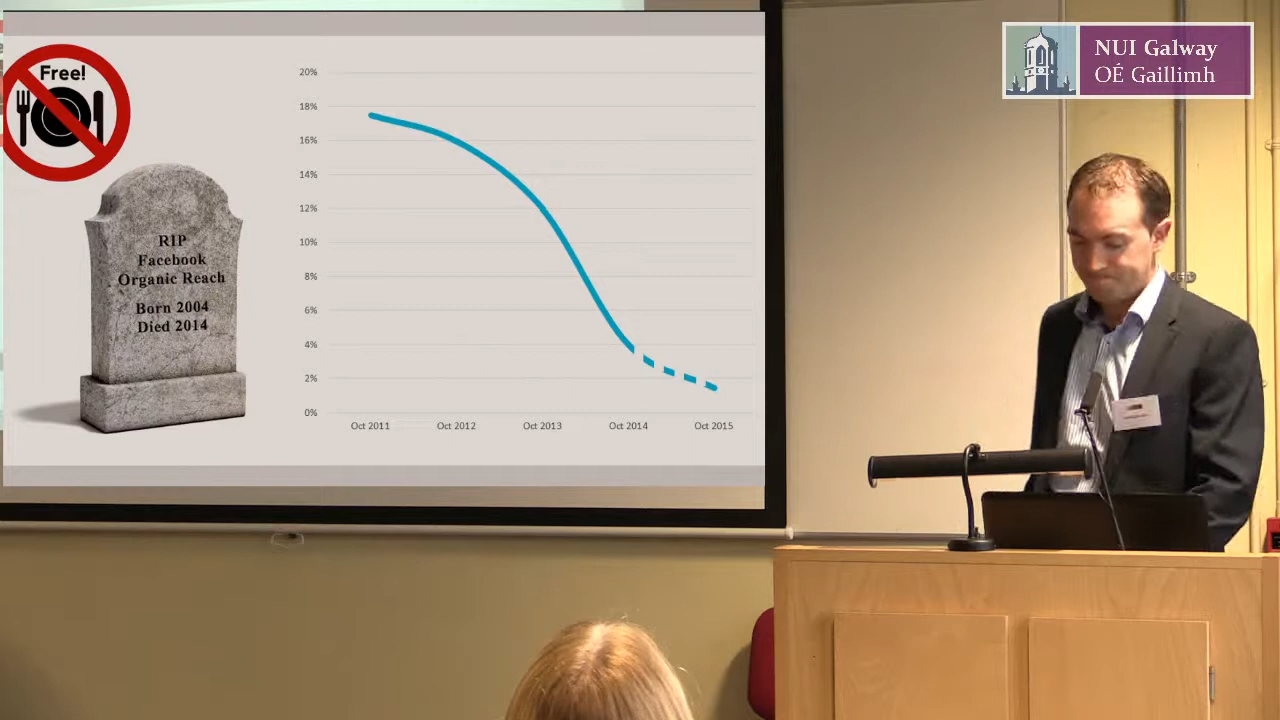 Free!
RIP
Facebook
Organic Reach
Born 2004
Died 2014
20%
18%
16%
14%
12%
10%
8%
6%
4%
2%
0%
Oct 2011
Oct 2012
Oct 2013
Oct 2014
Oct 2015
NUI Galway
OÉ Gaillimh